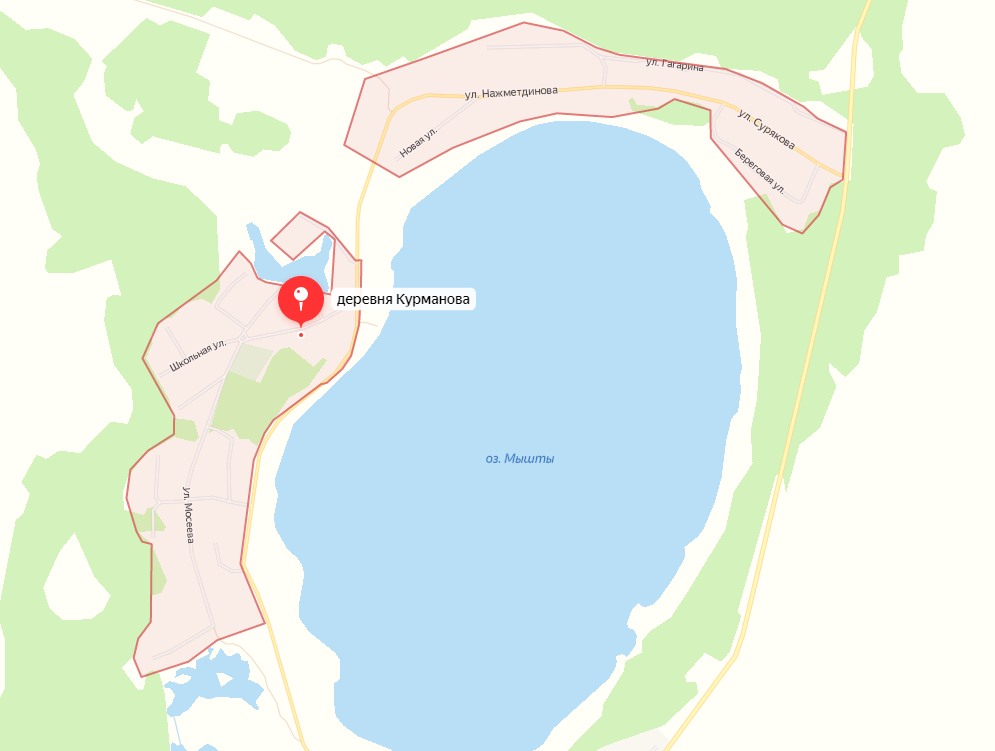 ул. Гагарина
ул. Нажметдинова
ул. Сурякова
Новая ул.
Береговая ул.
деревня Курманова
Школьная ул.
оз. Мышты
ул. Мосеева